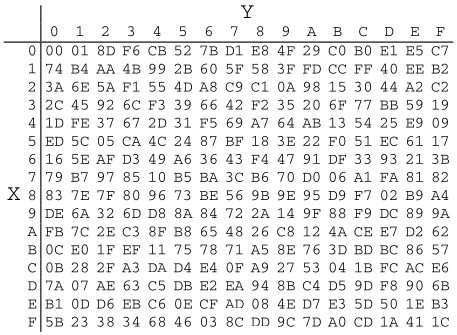 Y
0 1 2 3 4 5 6 7 8 9 A B C D E F
0 00 01 8D F6 CB 52 7B D1 E8 4F 29 C0 B0 E1 E5 C7
1 74 B4 AA 4B 99 2B 60 5F 58 3F FD CC FF 40 EE B2
2 3A 6E 5A F1 55 4D A8 C9 C1 0A 98 15 30 44 A2 C2
3 2C 45 92 6C F3 39 66 42 F2 35 20 6F 77 BB 59 19
4 1D FE 37 67 2D 31 F5 69 A7 64 AB 13 54 25 E9 09
5 ED 5C 05 CA 4C 24 87 BF 18 3E 22 F0 51 EC 61 17
6 16 5E AF D3 49 A6 36 43 F4 47 91 DF 33 93 21 3B
7 79 B7 97 85 10 B5 BA 3C B6 70 D0 06 A1 FA 81 82
X 8 83 7E 7F 80 96 73 BE 56 9B 9E 95 D9 F7 02 B9 A4
9 DE 6A 32 6D D8 8A 84 72 2A 14 9F 88 F9 DC 89 9A
A FB 7C 2E C3 8F B8 65 48 26 C8 12 4A CE E7 D2 62
B 0C E0 1F EF 11 75 78 71 A5 8E 76 3D BD BC 86 57
C 0B 28 2F A3 DA D4 E4 0F A9 27 53 04 1B FC AC E6
D 7A 07 AE 63 C5 DB E2 EA 94 8B C4 D5 9D F8 90 6B
E B1 0D D6 EB C6 0E CF AD 08 4E D7 E3 5D 50 1E B3
F 5B 23 38 34 68 46 03 8C DD 9C 7D A0 CD 1A 41 1C